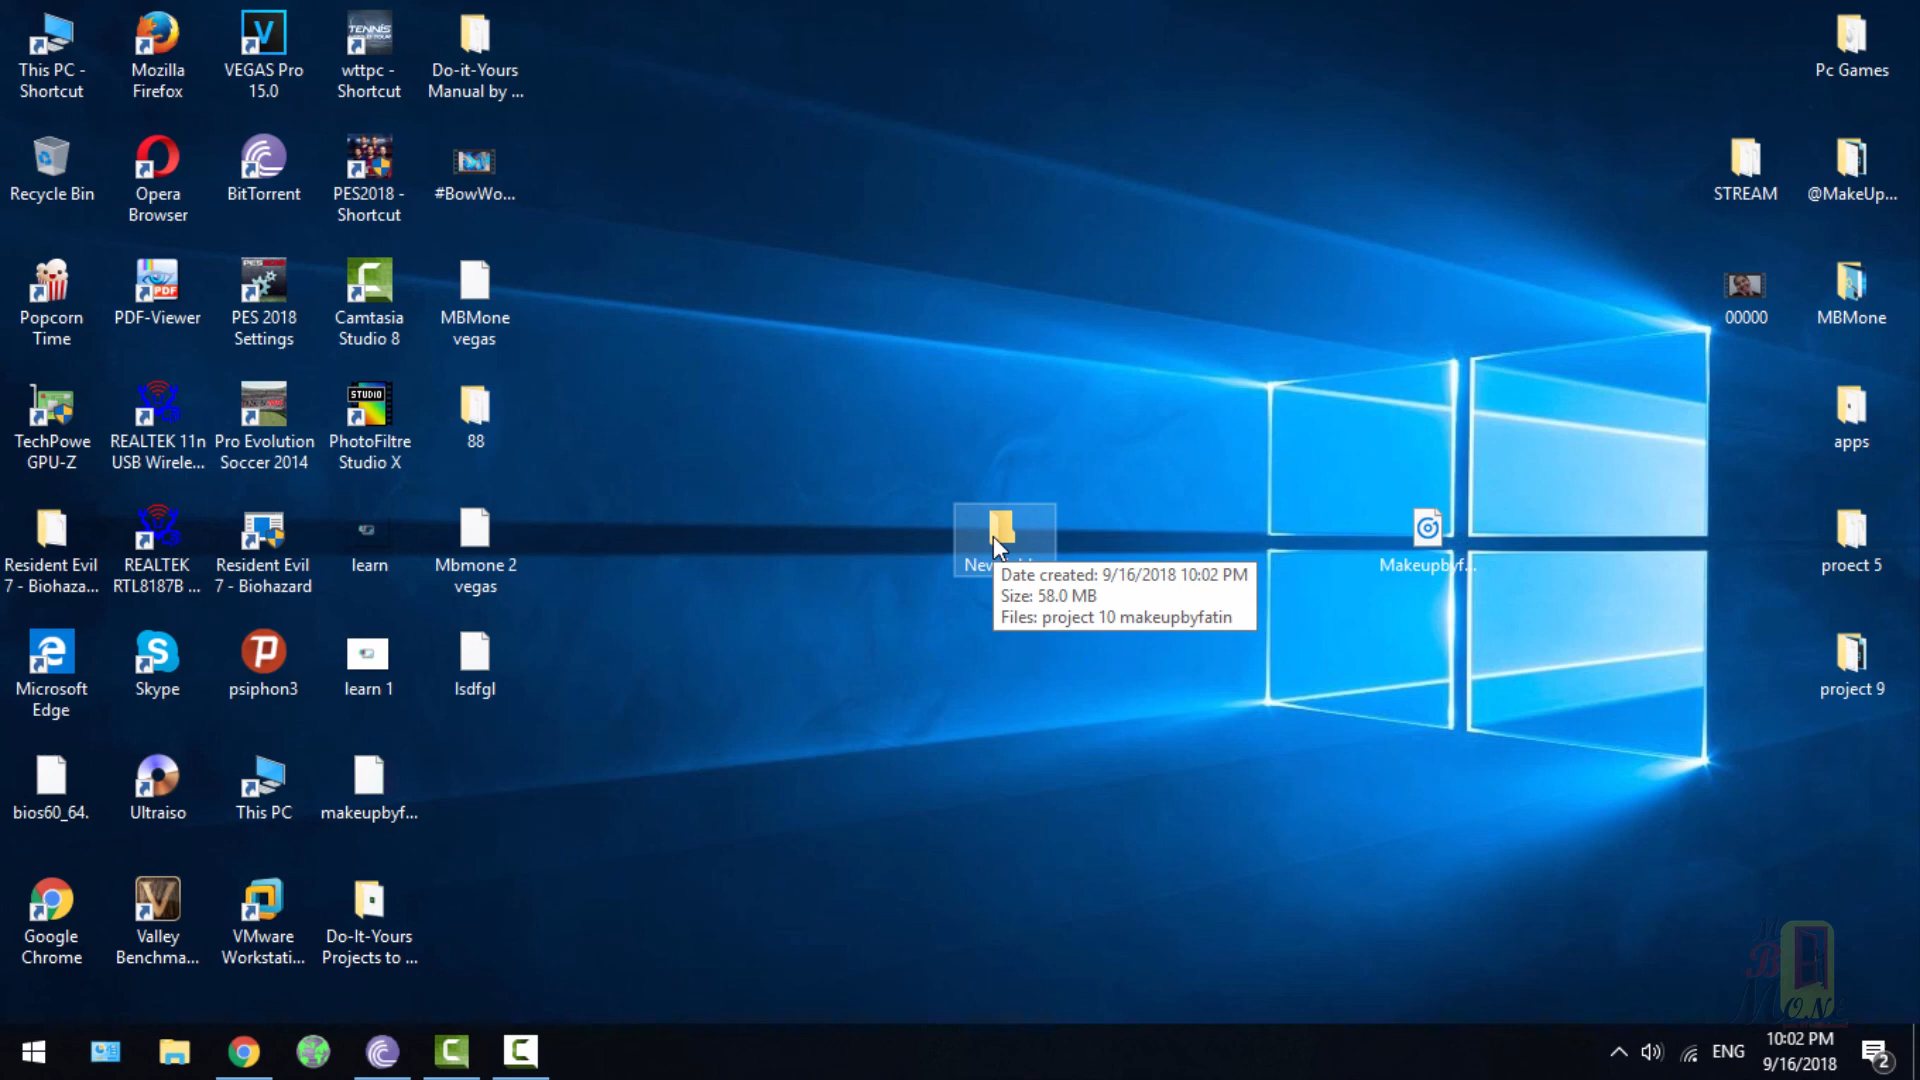 This PC -
Shortcut
Mozilla
Firefox
VEGAS Pro
15.0
TENNIS
wttpc -
Shortcut
Do-it-Yours
Manual by ...
Pc Games
Recycle Bin
Opera
Browser
BitTorrent
PES2018 -
Shortcut
#BowWo...
STREAM
@MakeUp...
Popcorn
Time
PDF
PDF-Viewer
PES 2018
Settings
Camtasia
Studio 8
MBMone
vegas
00000
MBMone
TechPowe
GPU-Z
REALTEK 11n
USB Wirele...
Pro Evolution
Soccer 2014
STUDIO
PhotoFiltre
Studio X
88
apps
Resident Evil
7 - Biohaza...
REALTEK
RTL8187B ...
Resident Evil
7 - Biohazard
learn
Mbmone 2
vegas
New
Date created: 9/16/2018 10:02 PM
Size: 58.0 MB
Files: project 10 makeupbyfatin
Makeupbyf...
proect 5
Microsoft
Edge
Skype
psiphon3
learn 1
lsdfgl
project 9
bios60_64.
Ultraiso
This PC
makeupbyf...
Google
Chrome
Valley
Benchma...
VMware
Workstati...
Do-It-Yours
Projects to ...
ENG
10:02 PM
9/16/2018
2